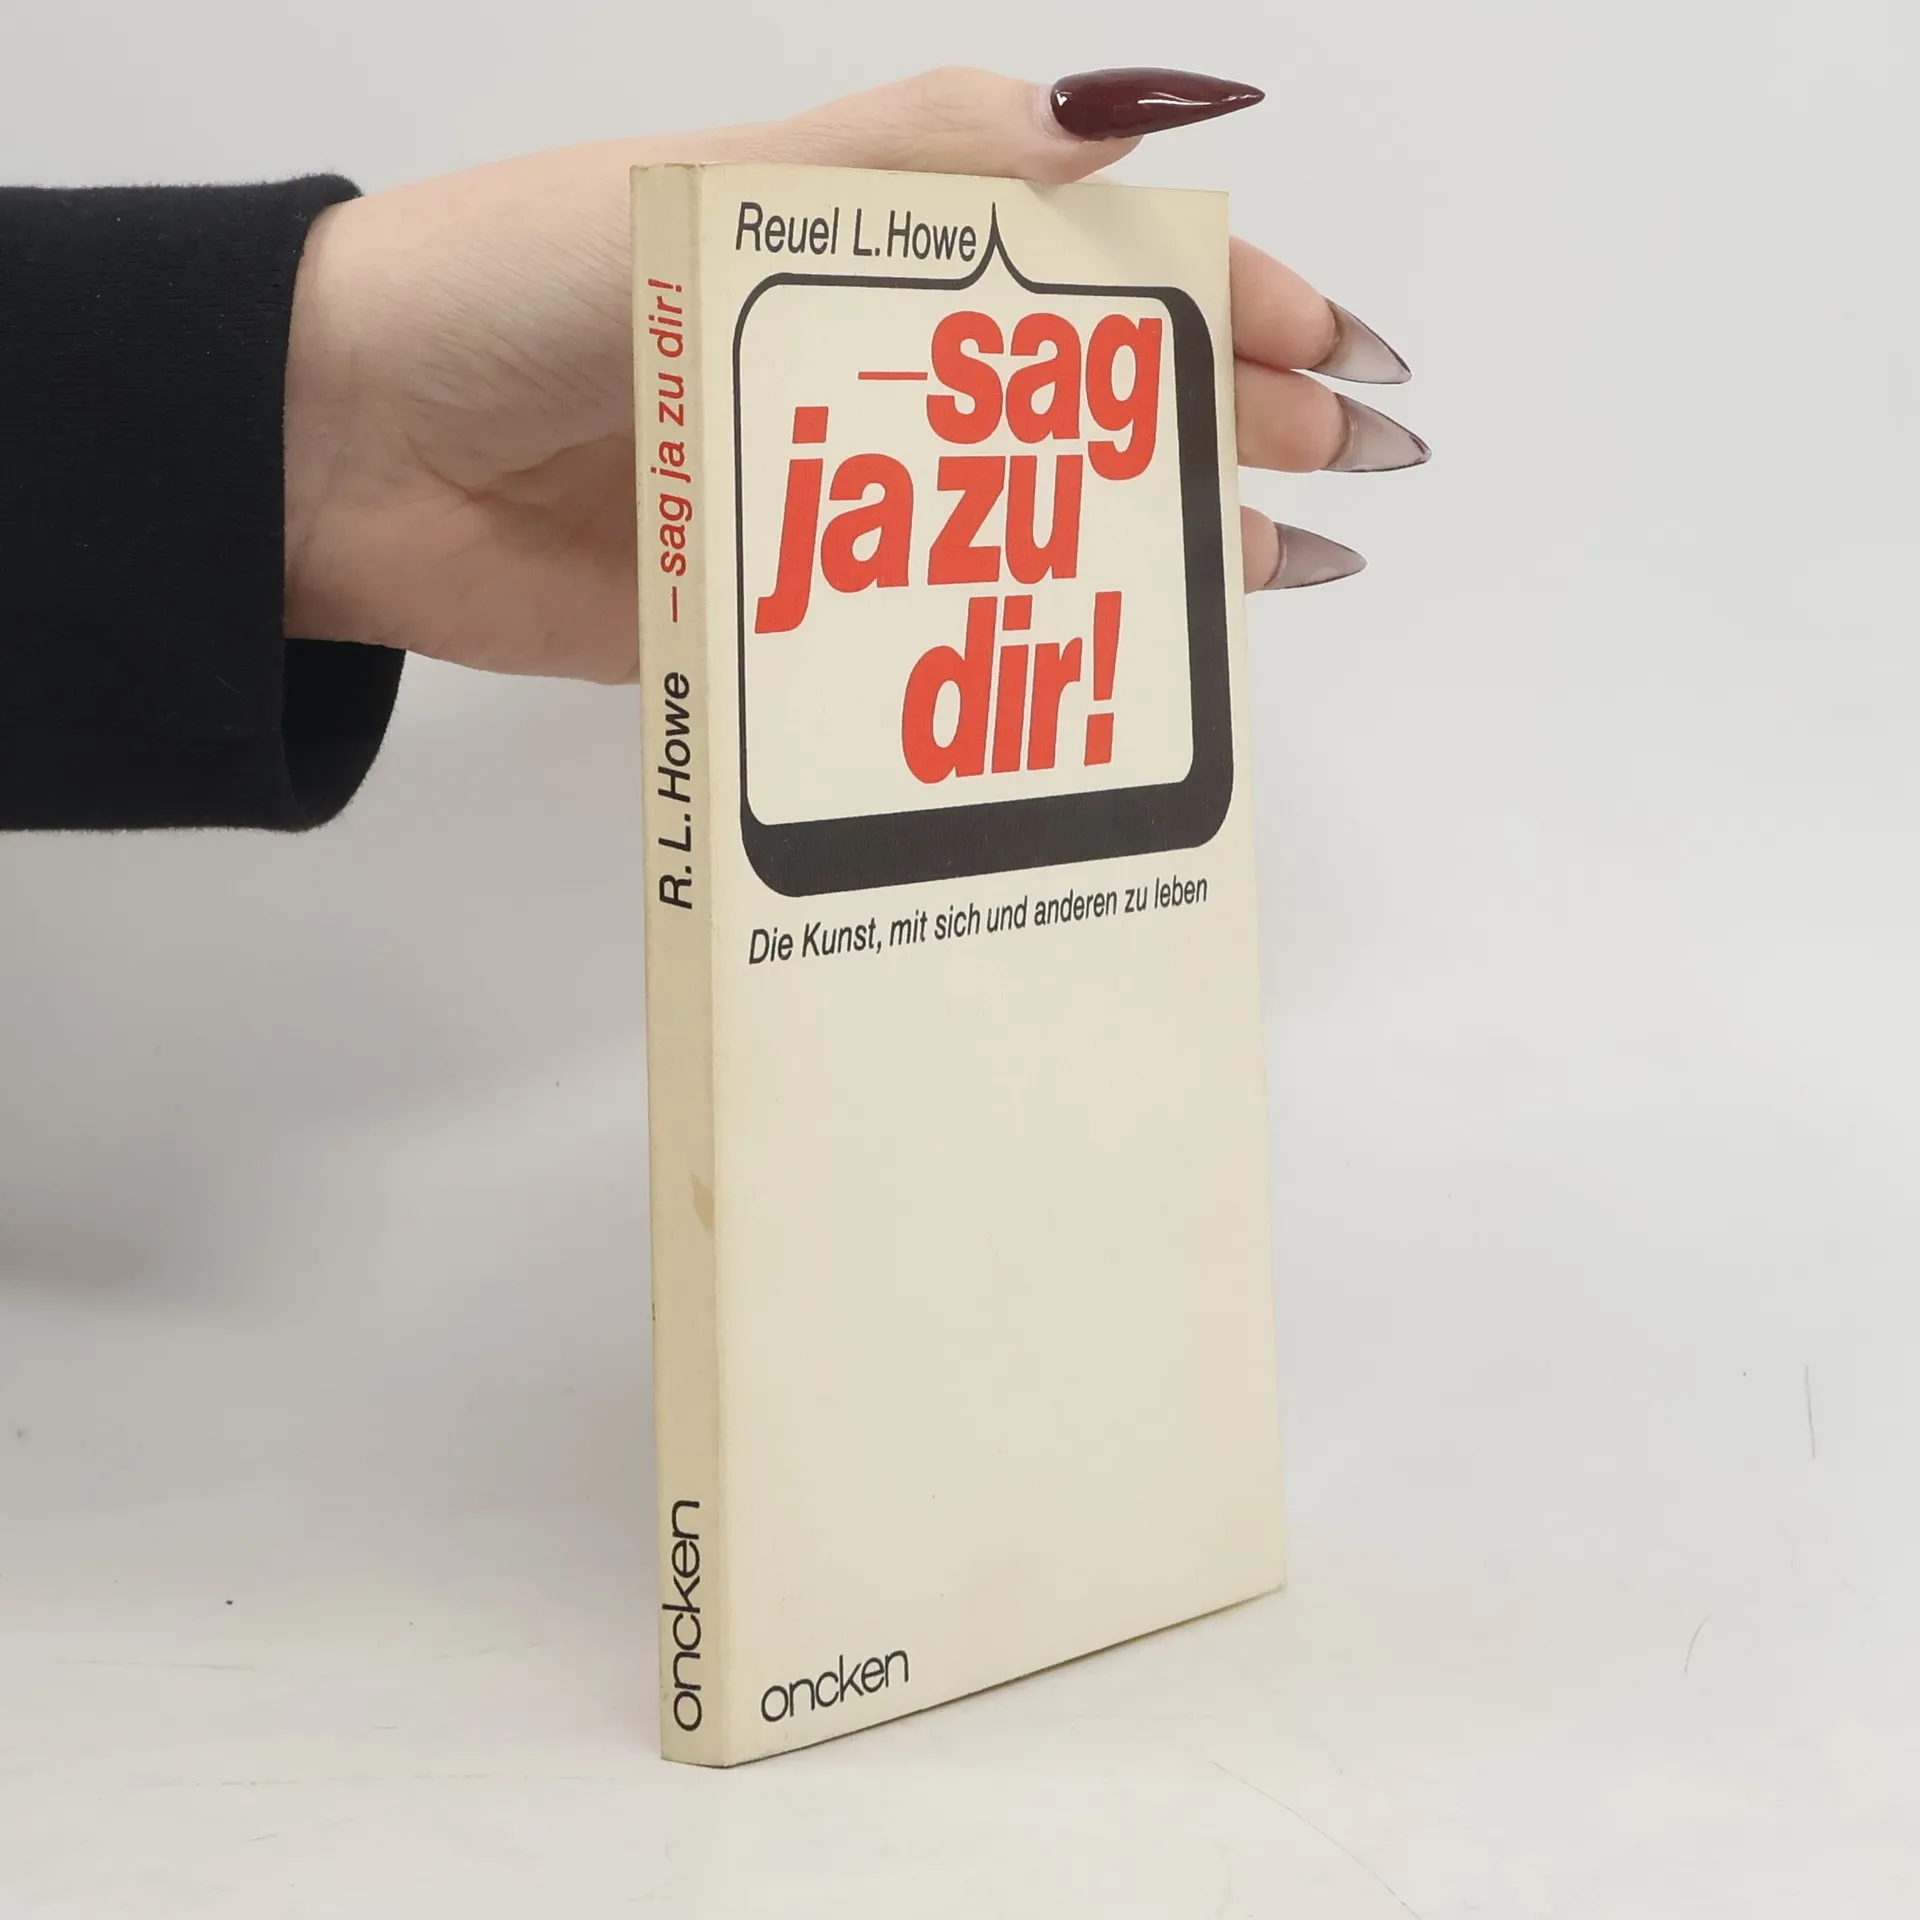 Reuel L. Howe
–sag
ja zu
dir!
Die Kunst, mit sich und anderen zu leben
oncken
R. L. Howe – sag ja zu dir!
oncken